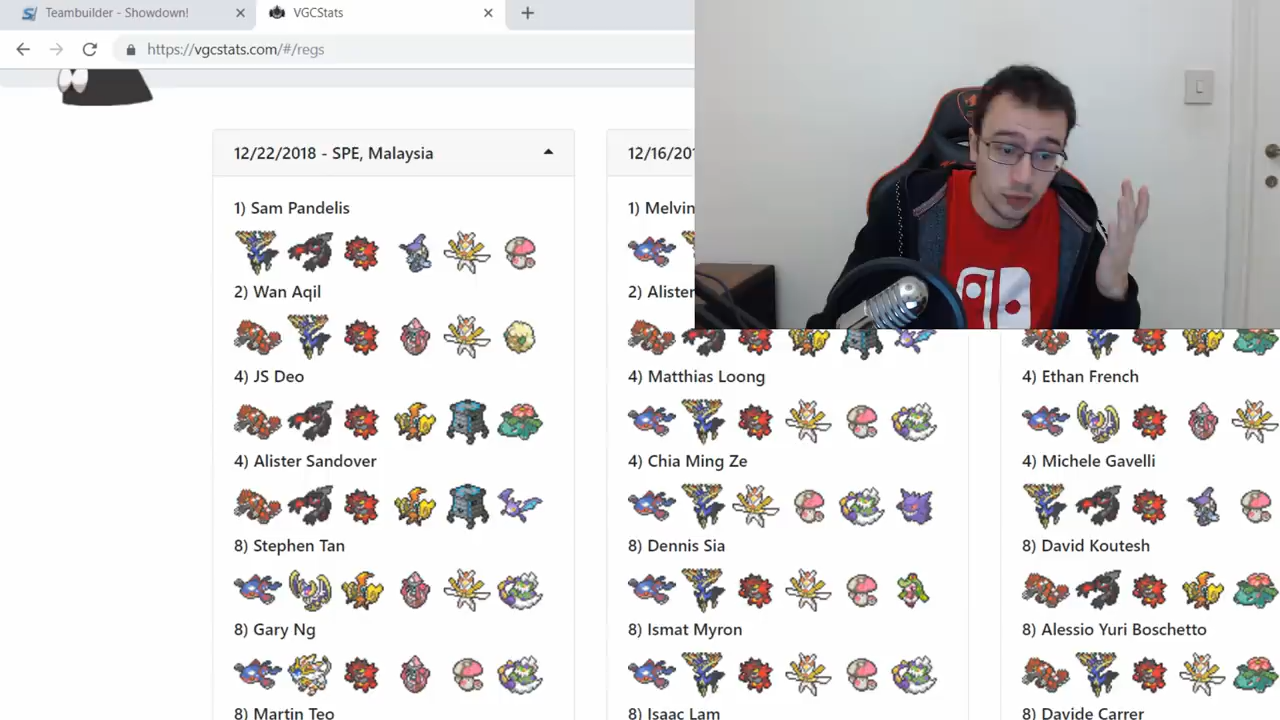 Teambuilder - Showdown!
VGCStats
https://vgcstats.com/#/regs
12/22/2018 - SPE, Malaysia
1) Sam Pandelis
2) Wan Aqil
4) JS Deo
4) Alister Sandover
8) Stephen Tan
8) Gary Ng
8) Martin Teo
12/16/201
1) Melvin
2) Alister
4) Matthias Loong
4) Chia Ming Ze
8) Dennis Sia
8) Ismat Myron
8) Isaac Lam
4) Ethan French
4) Michele Gavelli
8) David Koutesh
8) Alessio Yuri Boschetto
8) Davide Carrer